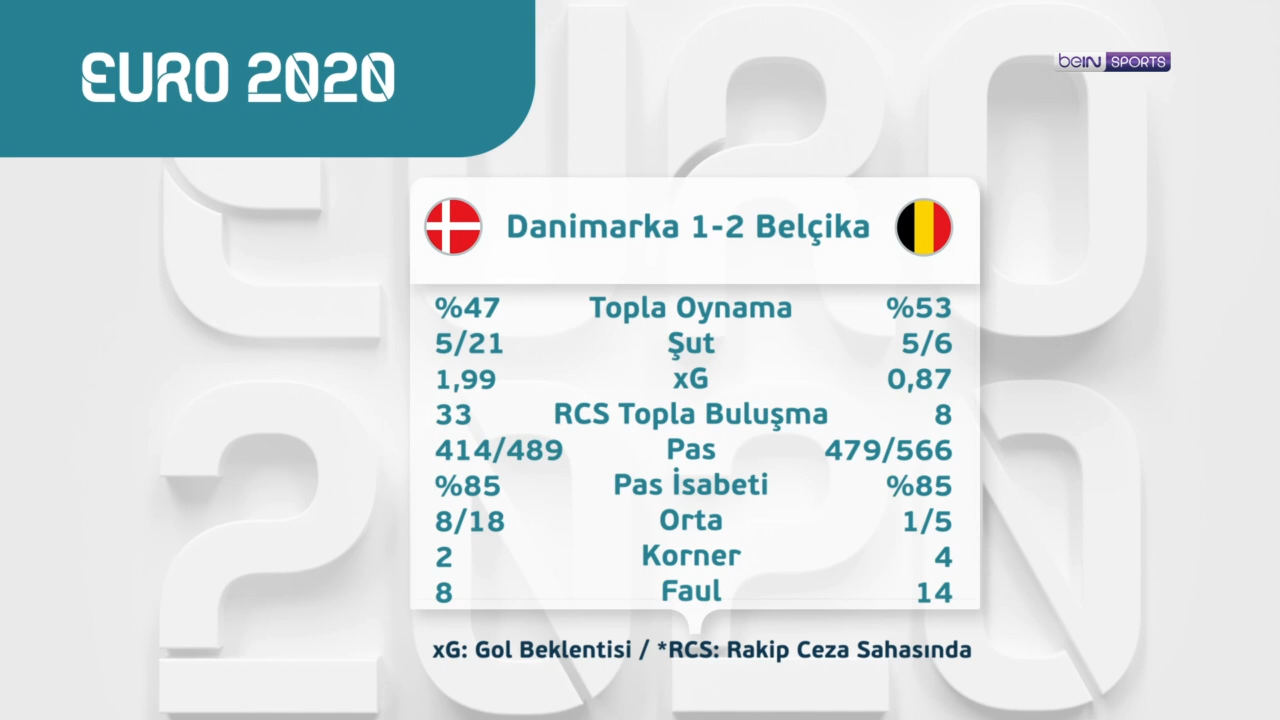 EURO 2020
beIN SPORTS
Danimarka 1-2 Belçika
%47 Topla Oynama %53
5/21 Şut 5/6
1,99 xG 0,87
33 RCS Topla Buluşma 8
414/489 Pas 479/566
%85 Pas İsabeti %85
8/18 Orta 1/5
2 Korner 4
8 Faul 14
xG: Gol Beklentisi / *RCS: Rakip Ceza Sahasında